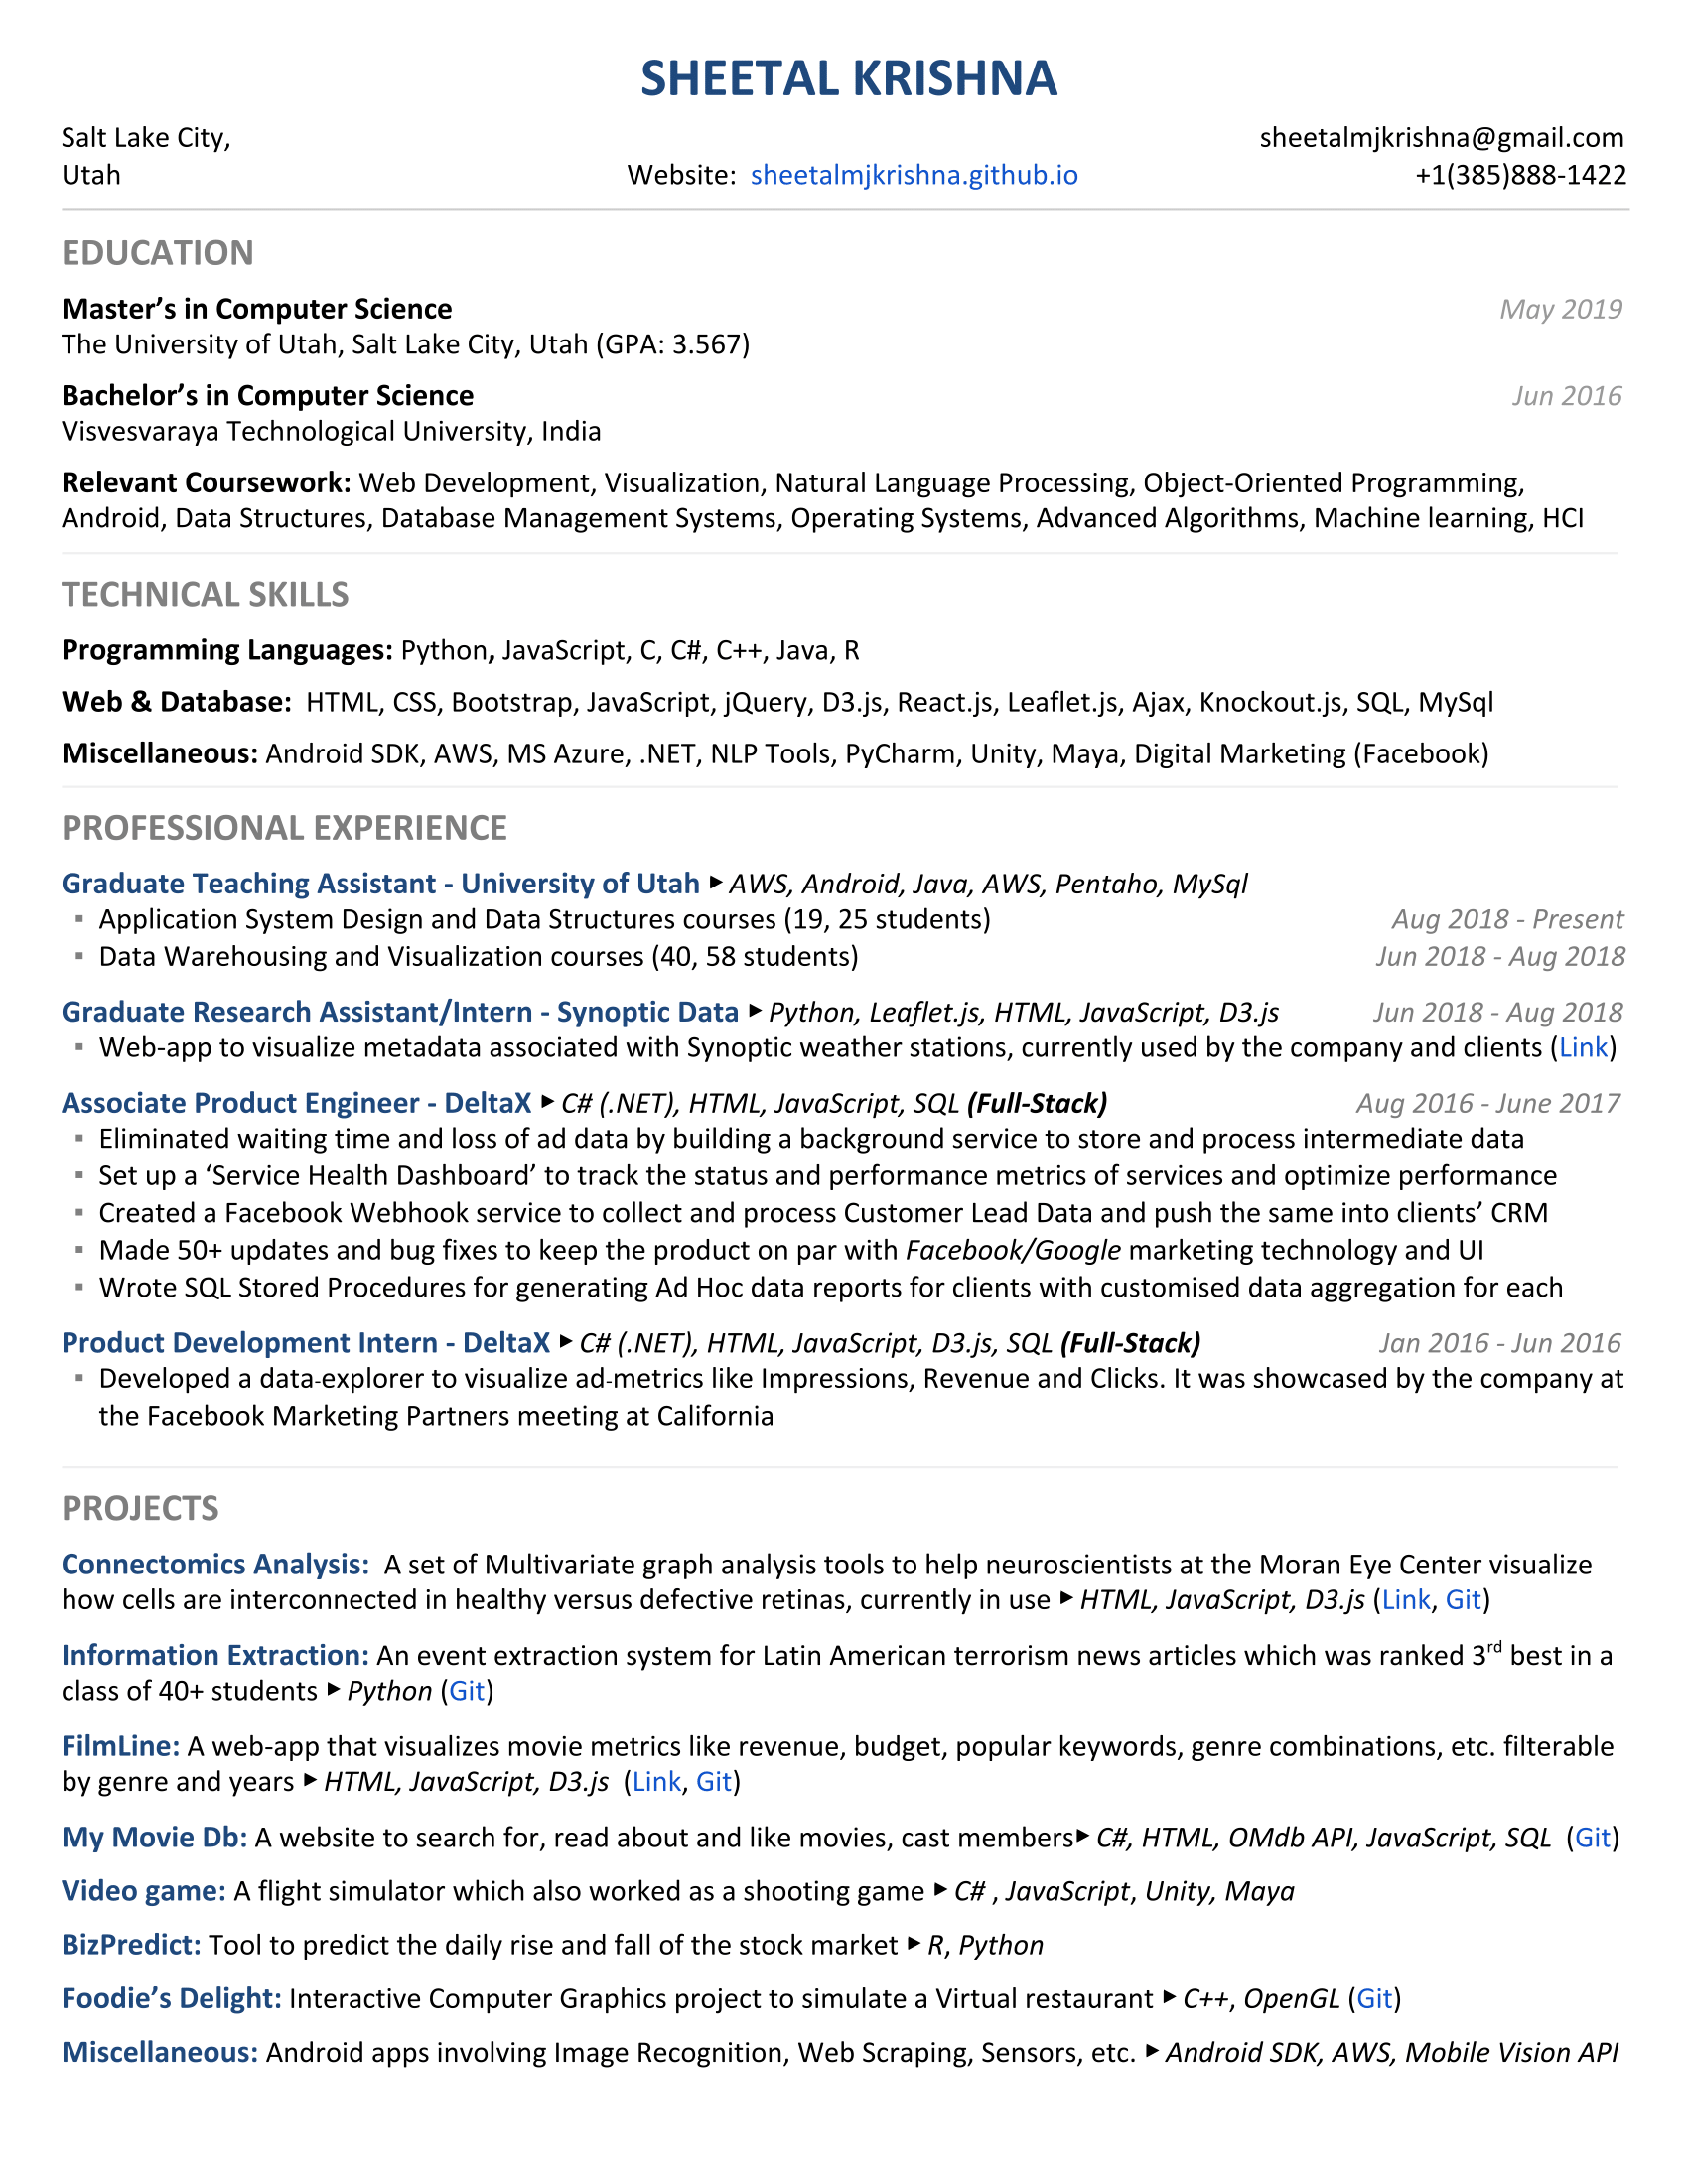 SHEETAL KRISHNA
Salt Lake City, sheetalmjkrishna@gmail.com
Utah Website: sheetalmjkrishna.github.io +1(385)888-1422
EDUCATION
Master’s in Computer Science May 2019
The University of Utah, Salt Lake City, Utah (GPA: 3.567)
Bachelor’s in Computer Science Jun 2016
Visvesvaraya Technological University, India
Relevant Coursework: Web Development, Visualization, Natural Language Processing, Object-Oriented Programming,
Android, Data Structures, Database Management Systems, Operating Systems, Advanced Algorithms, Machine learning, HCI
TECHNICAL SKILLS
Programming Languages: Python, JavaScript, C, C#, C++, Java, R
Web & Database: HTML, CSS, Bootstrap, JavaScript, jQuery, D3.js, React.js, Leaflet.js, Ajax, Knockout.js, SQL, MySql
Miscellaneous: Android SDK, AWS, MS Azure, .NET, NLP Tools, PyCharm, Unity, Maya, Digital Marketing (Facebook)
PROFESSIONAL EXPERIENCE
Graduate Teaching Assistant - University of Utah ▸ AWS, Android, Java, AWS, Pentaho, MySql
▪ Application System Design and Data Structures courses (19, 25 students) Aug 2018 - Present
▪ Data Warehousing and Visualization courses (40, 58 students) Jun 2018 - Aug 2018
Graduate Research Assistant/Intern - Synoptic Data ▸ Python, Leaflet.js, HTML, JavaScript, D3.js Jun 2018 - Aug 2018
▪ Web-app to visualize metadata associated with Synoptic weather stations, currently used by the company and clients (Link)
Associate Product Engineer - DeltaX ▸ C# (.NET), HTML, JavaScript, SQL (Full-Stack) Aug 2016 - June 2017
▪ Eliminated waiting time and loss of ad data by building a background service to store and process intermediate data
▪ Set up a ‘Service Health Dashboard’ to track the status and performance metrics of services and optimize performance
▪ Created a Facebook Webhook service to collect and process Customer Lead Data and push the same into clients’ CRM
▪ Made 50+ updates and bug fixes to keep the product on par with Facebook/Google marketing technology and UI
▪ Wrote SQL Stored Procedures for generating Ad Hoc data reports for clients with customised data aggregation for each
Product Development Intern - DeltaX ▸ C# (.NET), HTML, JavaScript, D3.js, SQL (Full-Stack) Jan 2016 - Jun 2016
▪ Developed a data-explorer to visualize ad-metrics like Impressions, Revenue and Clicks. It was showcased by the company at
the Facebook Marketing Partners meeting at California
PROJECTS
Connectomics Analysis: A set of Multivariate graph analysis tools to help neuroscientists at the Moran Eye Center visualize
how cells are interconnected in healthy versus defective retinas, currently in use ▸ HTML, JavaScript, D3.js (Link, Git)
Information Extraction: An event extraction system for Latin American terrorism news articles which was ranked 3rd best in a
class of 40+ students ▸ Python (Git)
FilmLine: A web-app that visualizes movie metrics like revenue, budget, popular keywords, genre combinations, etc. filterable
by genre and years ▸ HTML, JavaScript, D3.js (Link, Git)
My Movie Db: A website to search for, read about and like movies, cast members▸ C#, HTML, OMdb API, JavaScript, SQL (Git)
Video game: A flight simulator which also worked as a shooting game ▸ C# , JavaScript, Unity, Maya
BizPredict: Tool to predict the daily rise and fall of the stock market ▸ R, Python
Foodie’s Delight: Interactive Computer Graphics project to simulate a Virtual restaurant ▸ C++, OpenGL (Git)
Miscellaneous: Android apps involving Image Recognition, Web Scraping, Sensors, etc. ▸ Android SDK, AWS, Mobile Vision API